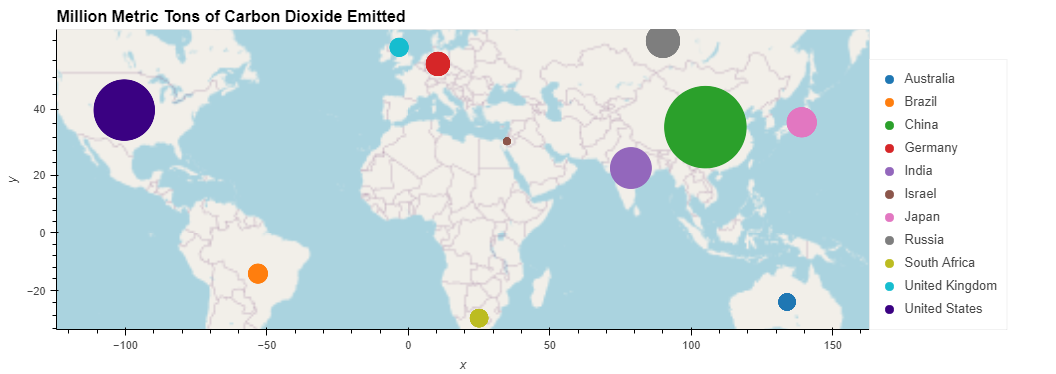 Million Metric Tons of Carbon Dioxide Emitted
y
40
20
0
−20
−100
−50
0
50
100
150
x
Australia
Brazil
China
Germany
India
Israel
Japan
Russia
South Africa
United Kingdom
United States